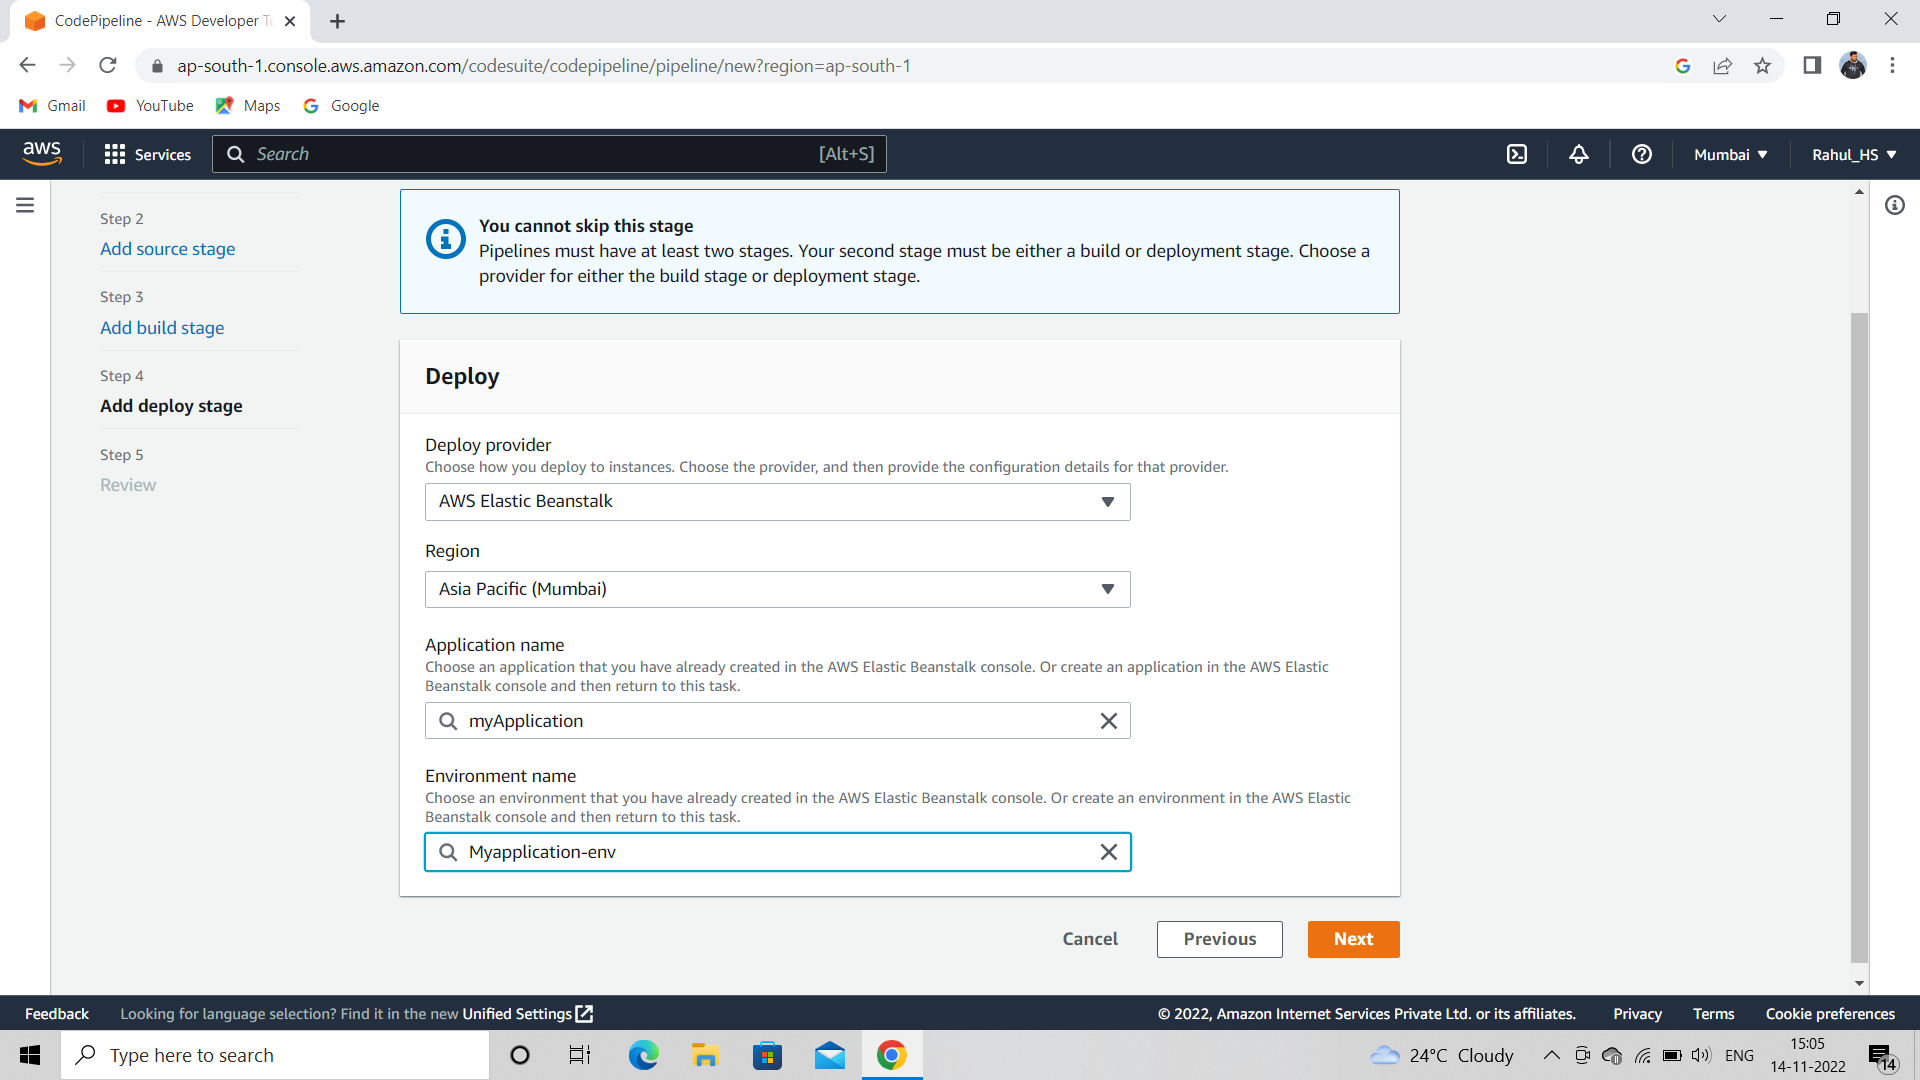 CodePipeline - AWS Developer To
ap-south-1.console.aws.amazon.com/codesuite/codepipeline/pipeline/new?region=ap-south-1
Gmail YouTube Maps Google
aws Services Search [Alt+S] Mumbai Rahul_HS
Step 2
Add source stage
Step 3
Add build stage
Step 4
Add deploy stage
Step 5
Review
You cannot skip this stage
Pipelines must have at least two stages. Your second stage must be either a build or deployment stage. Choose a
provider for either the build stage or deployment stage.
Deploy
Deploy provider
Choose how you deploy to instances. Choose the provider, and then provide the configuration details for that provider.
AWS Elastic Beanstalk
Region
Asia Pacific (Mumbai)
Application name
Choose an application that you have already created in the AWS Elastic Beanstalk console. Or create an application in the AWS Elastic
Beanstalk console and then return to this task.
myApplication
Environment name
Choose an environment that you have already created in the AWS Elastic Beanstalk console. Or create an environment in the AWS Elastic
Beanstalk console and then return to this task.
Myapplication-env
Cancel Previous Next
Feedback Looking for language selection? Find it in the new Unified Settings © 2022, Amazon Internet Services Private Ltd. or its affiliates. Privacy Terms Cookie preferences
Type here to search 24°C Cloudy ENG 15:05
14-11-2022 14